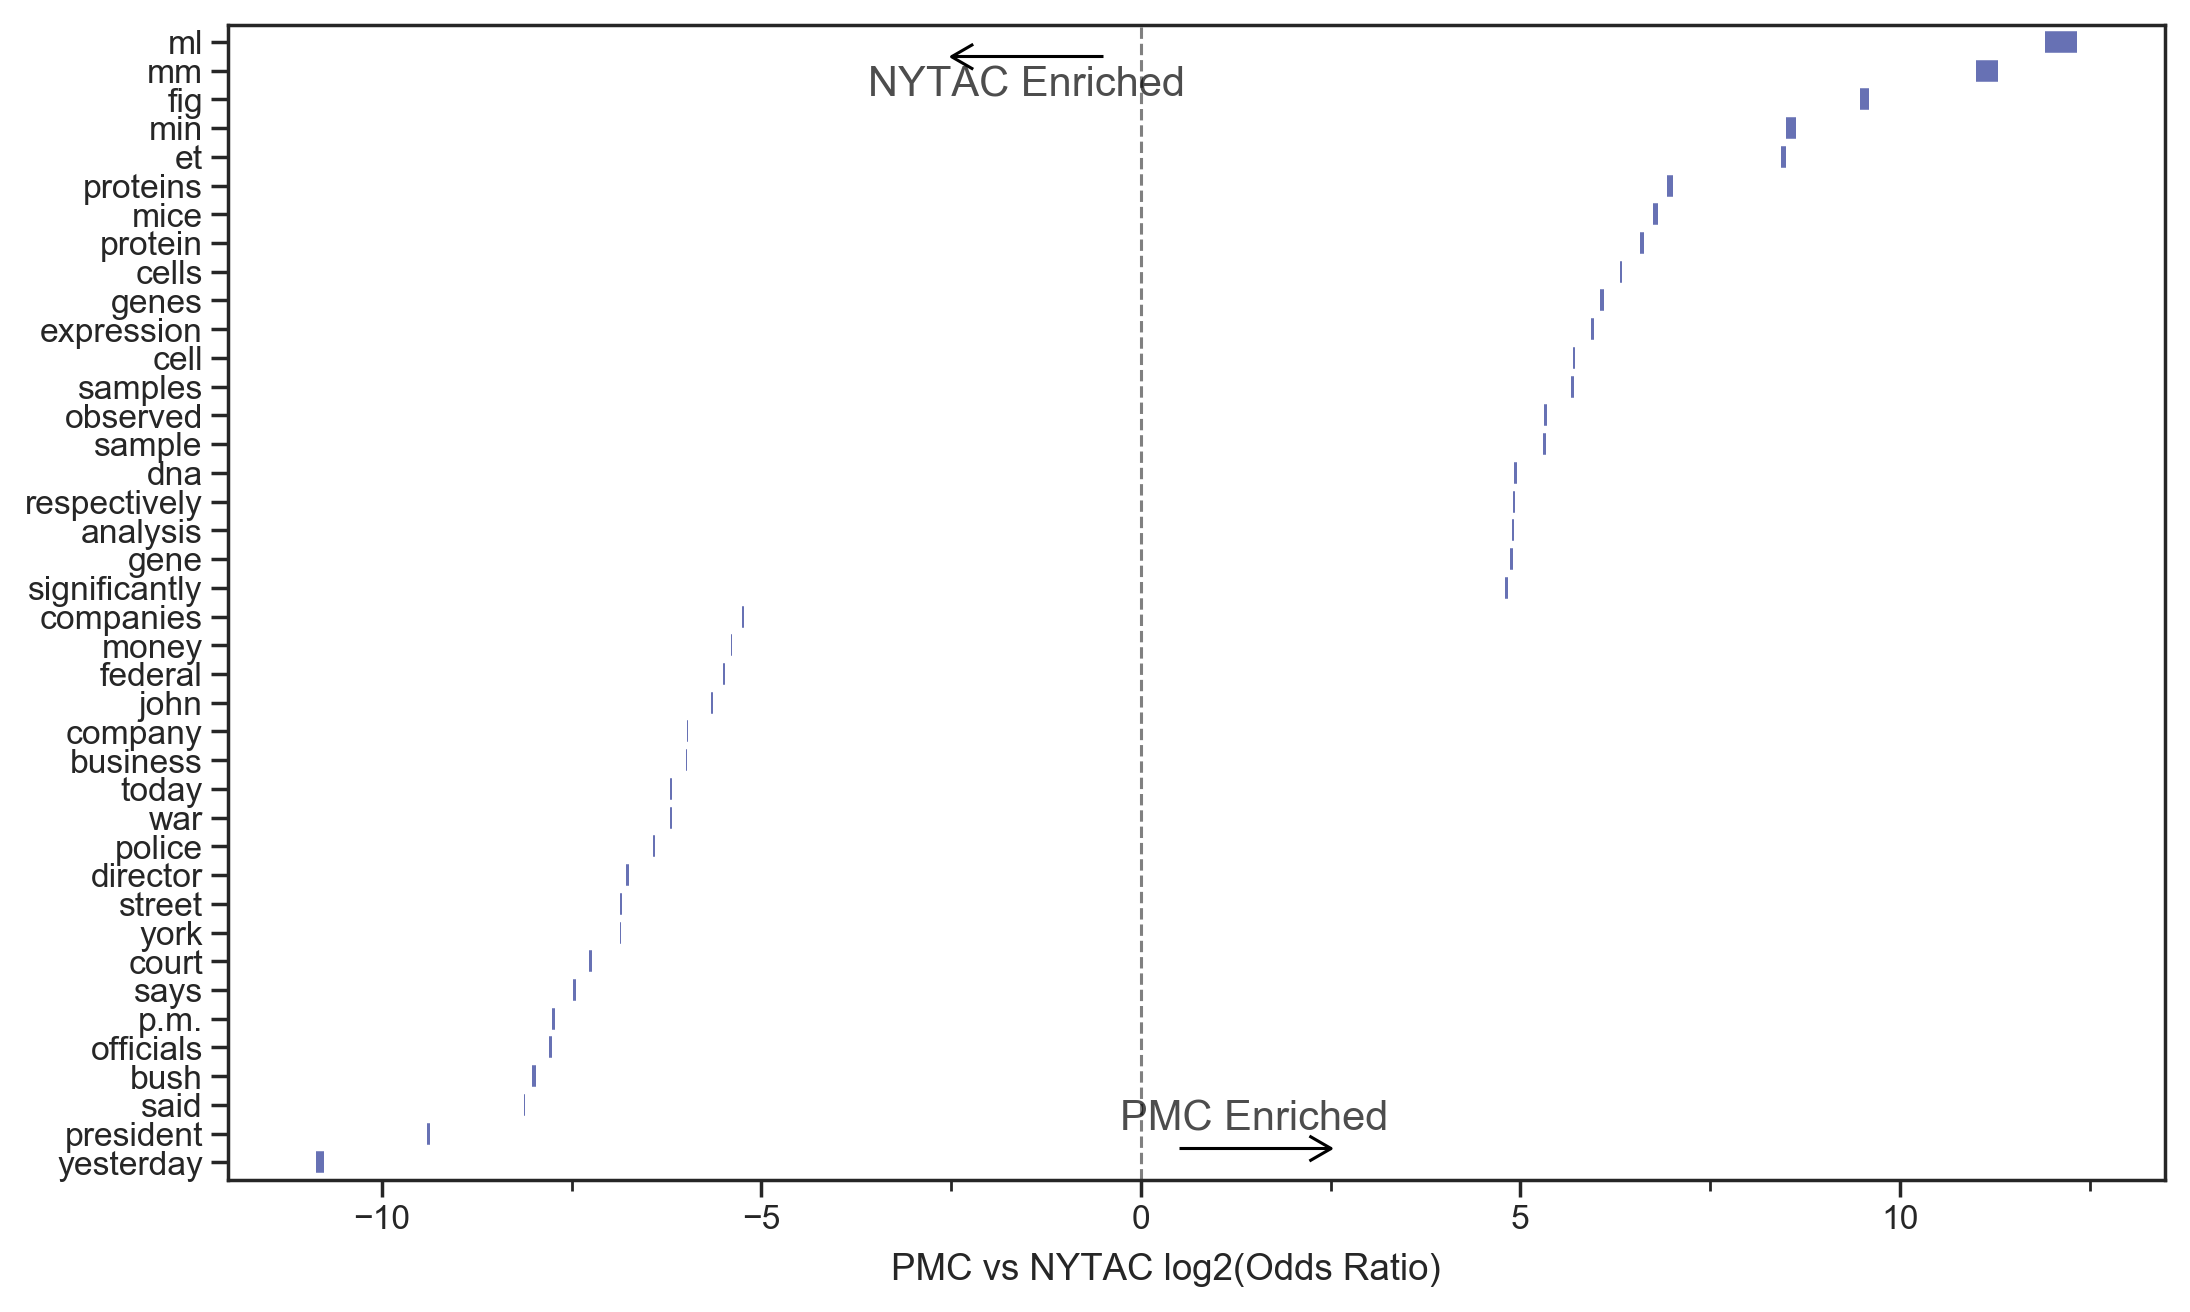 ml
mm
fig
min
et
proteins
mice
protein
cells
genes
expression
cell
samples
observed
sample
dna
respectively
analysis
gene
significantly
companies
money
federal
john
company
business
today
war
police
director
street
york
court
says
p.m.
officials
bush
said
president
yesterday
NYTAC Enriched
PMC Enriched
−10 −5 0 5 10
PMC vs NYTAC log2(Odds Ratio)